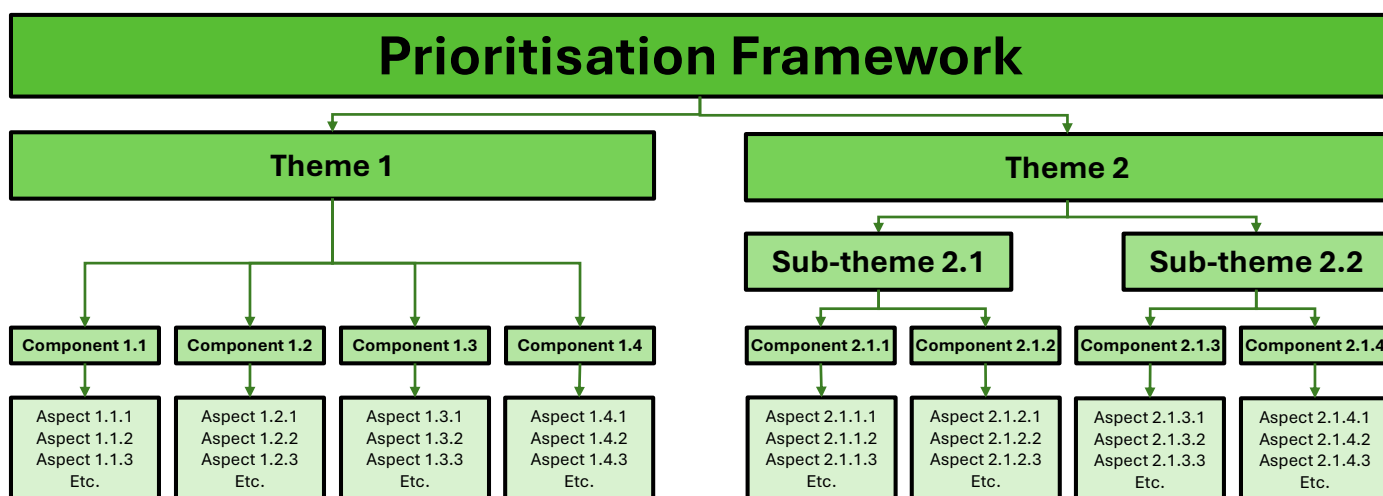 Prioritisation Framework
Theme 1
Theme 2
Sub-theme 2.1
Sub-theme 2.2
Component 1.1
Component 1.2
Component 1.3
Component 1.4
Component 2.1.1
Component 2.1.2
Component 2.1.3
Component 2.1.4
Aspect 1.1.1
Aspect 1.1.2
Aspect 1.1.3
Etc.
Aspect 1.2.1
Aspect 1.2.2
Aspect 1.2.3
Etc.
Aspect 1.3.1
Aspect 1.3.2
Aspect 1.3.3
Etc.
Aspect 1.4.1
Aspect 1.4.2
Aspect 1.4.3
Etc.
Aspect 2.1.1.1
Aspect 2.1.1.2
Aspect 2.1.1.3
Etc.
Aspect 2.1.2.1
Aspect 2.1.2.2
Aspect 2.1.2.3
Etc.
Aspect 2.1.3.1
Aspect 2.1.3.2
Aspect 2.1.3.3
Etc.
Aspect 2.1.4.1
Aspect 2.1.4.2
Aspect 2.1.4.3
Etc.